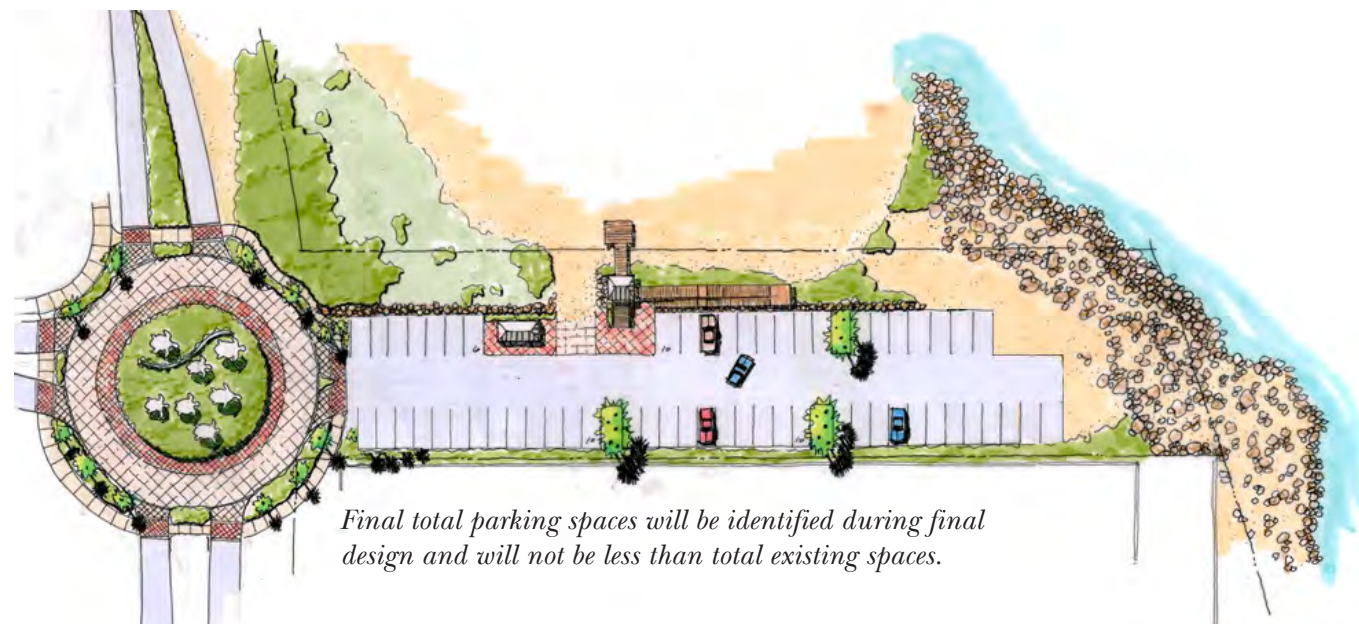 Final total parking spaces will be identified during final
design and will not be less than total existing spaces.